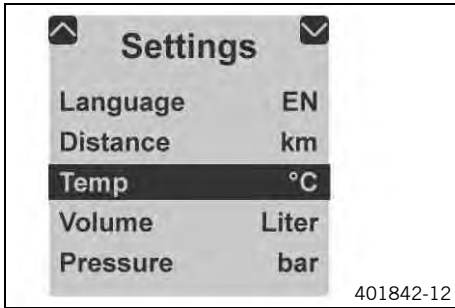 Settings
Language EN
Distance km
Temp °C
Volume Liter
Pressure bar
401842-12